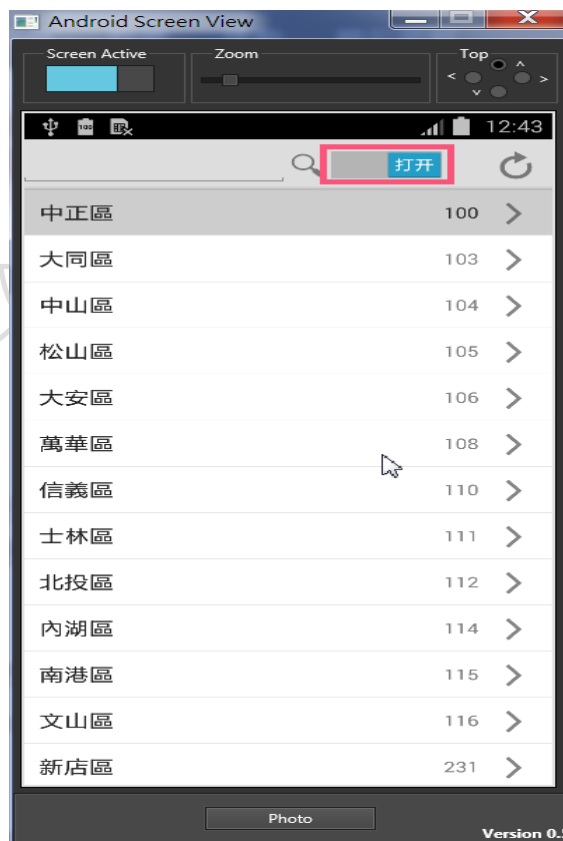 Android Screen View
Screen Active
Zoom
Top
< ^ v >
100
12:43
打开
中正區 100
大同區 103
中山區 104
松山區 105
大安區 106
萬華區 108
信義區 110
士林區 111
北投區 112
內湖區 114
南港區 115
文山區 116
新店區 231
Photo
Version 0.